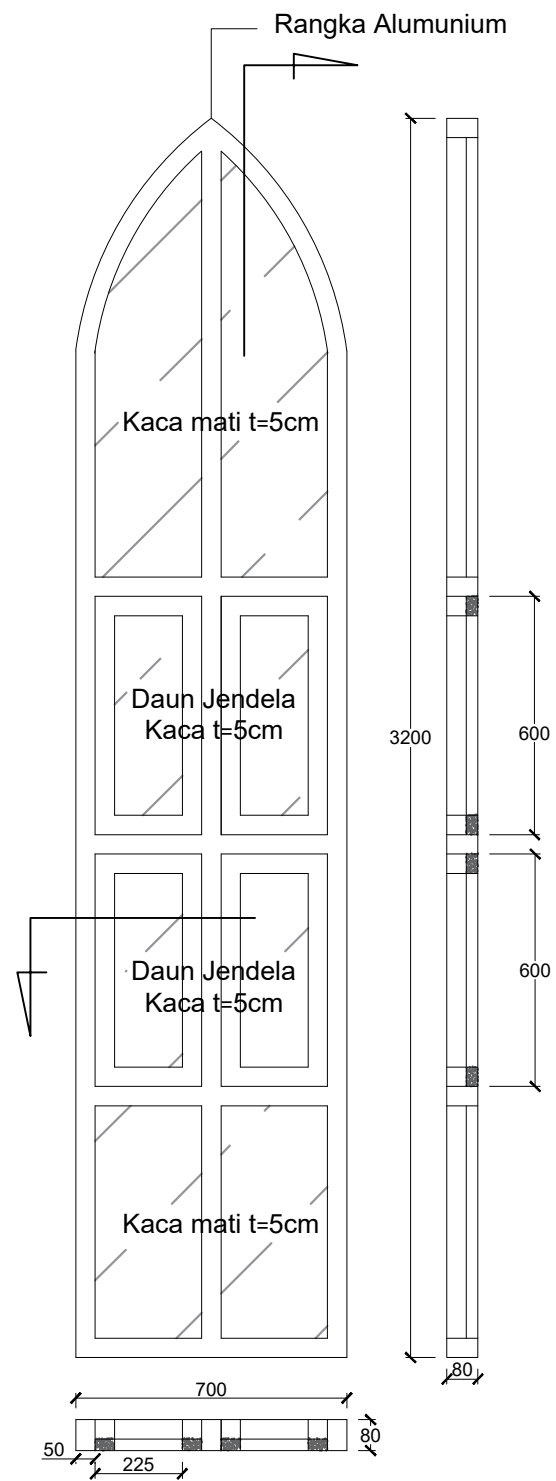 Rangka Alumunium
Kaca mati t=5cm
Daun Jendela
Kaca t=5cm
3200
600
Daun Jendela
Kaca t=5cm
600
Kaca mati t=5cm
80
700
80
50
225